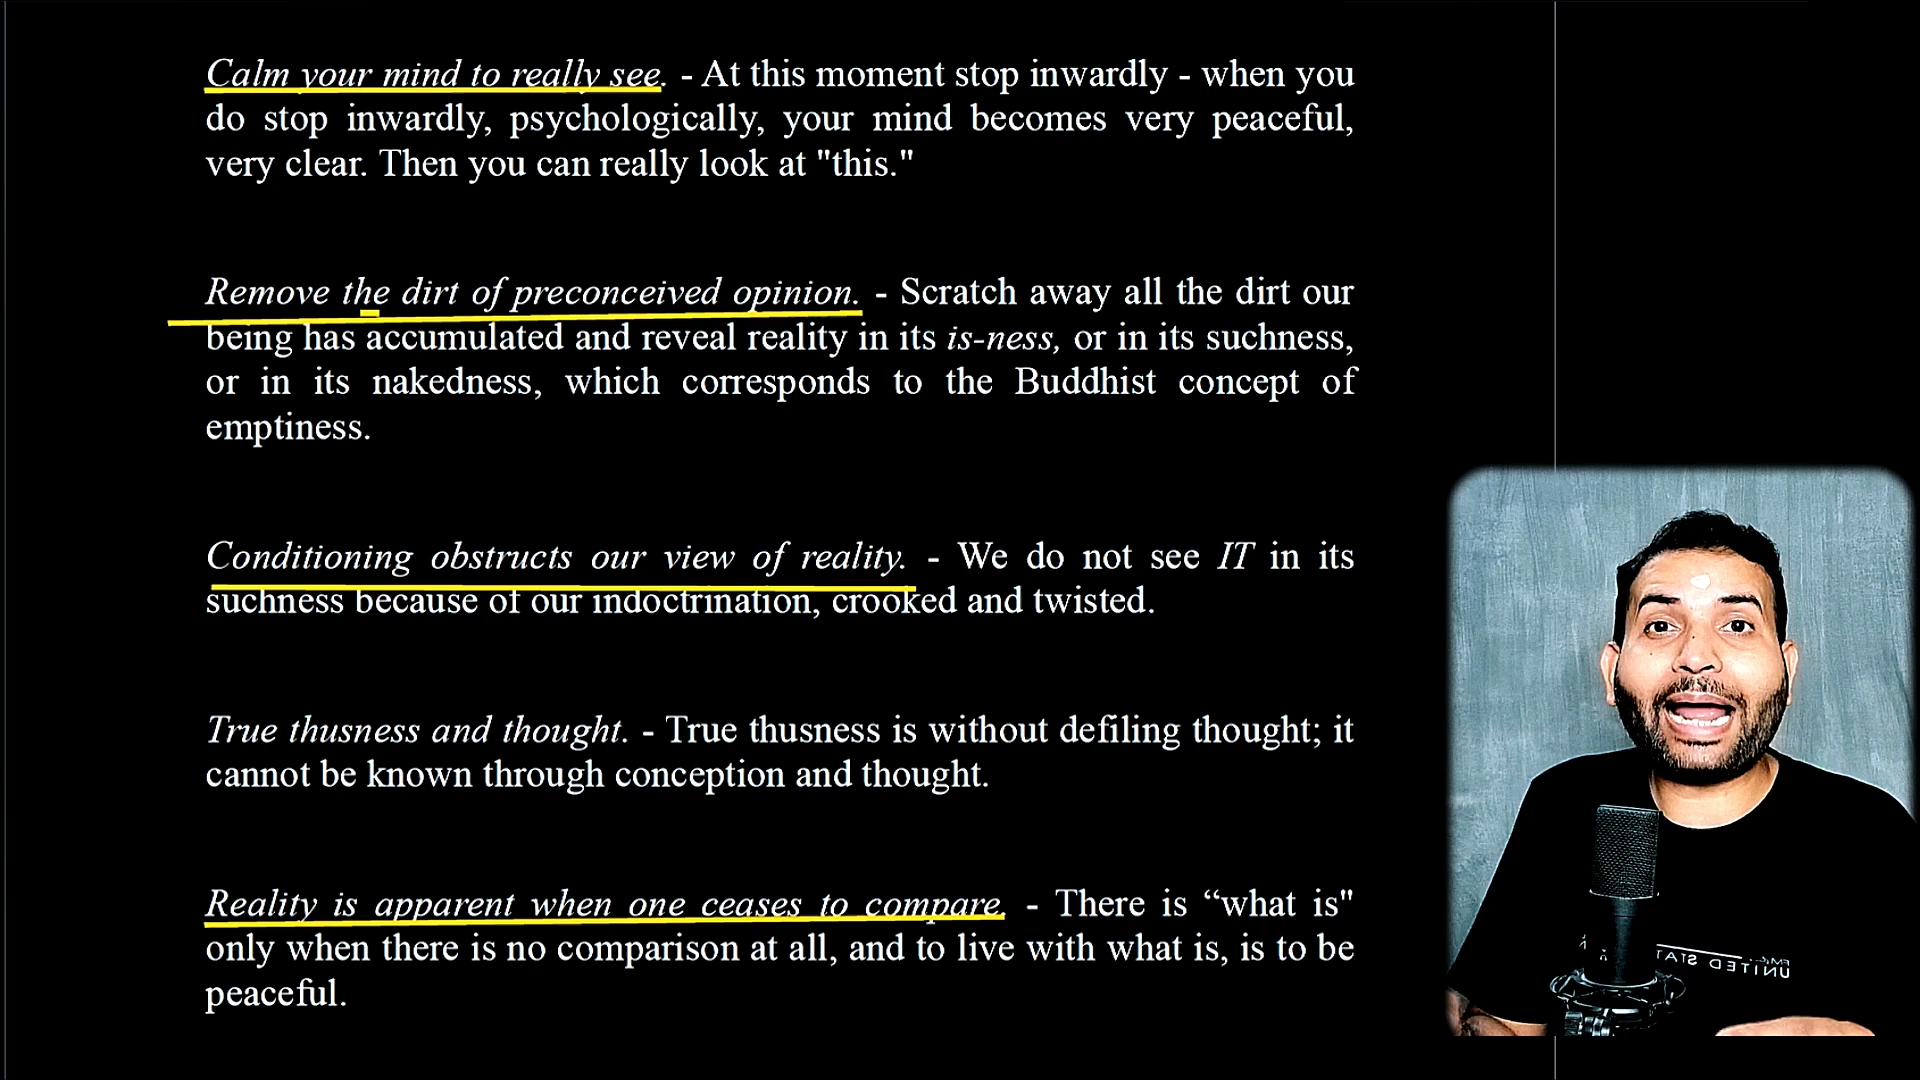 Calm your mind to really see. - At this moment stop inwardly - when you
do stop inwardly, psychologically, your mind becomes very peaceful,
very clear. Then you can really look at "this."
Remove the dirt of preconceived opinion. - Scratch away all the dirt our
being has accumulated and reveal reality in its is-ness, or in its suchness,
or in its nakedness, which corresponds to the Buddhist concept of
emptiness.
Conditioning obstructs our view of reality. - We do not see IT in its
suchness because of our indoctrination, crooked and twisted.
True thusness and thought. - True thusness is without defiling thought; it
cannot be known through conception and thought.
Reality is apparent when one ceases to compare. - There is “what is"
only when there is no comparison at all, and to live with what is, is to be
peaceful.
UNITED STAT